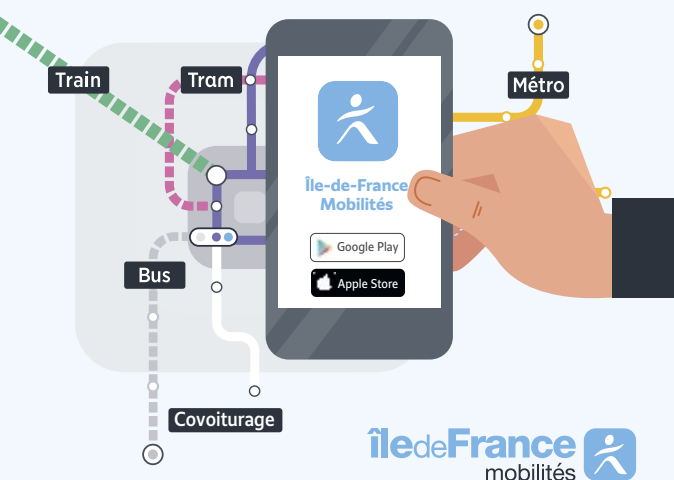 Train
Tram
Métro
Île-de-France
Mobilités
Google Play
Apple Store
Bus
Covoiturage
îledeFrance
mobilités